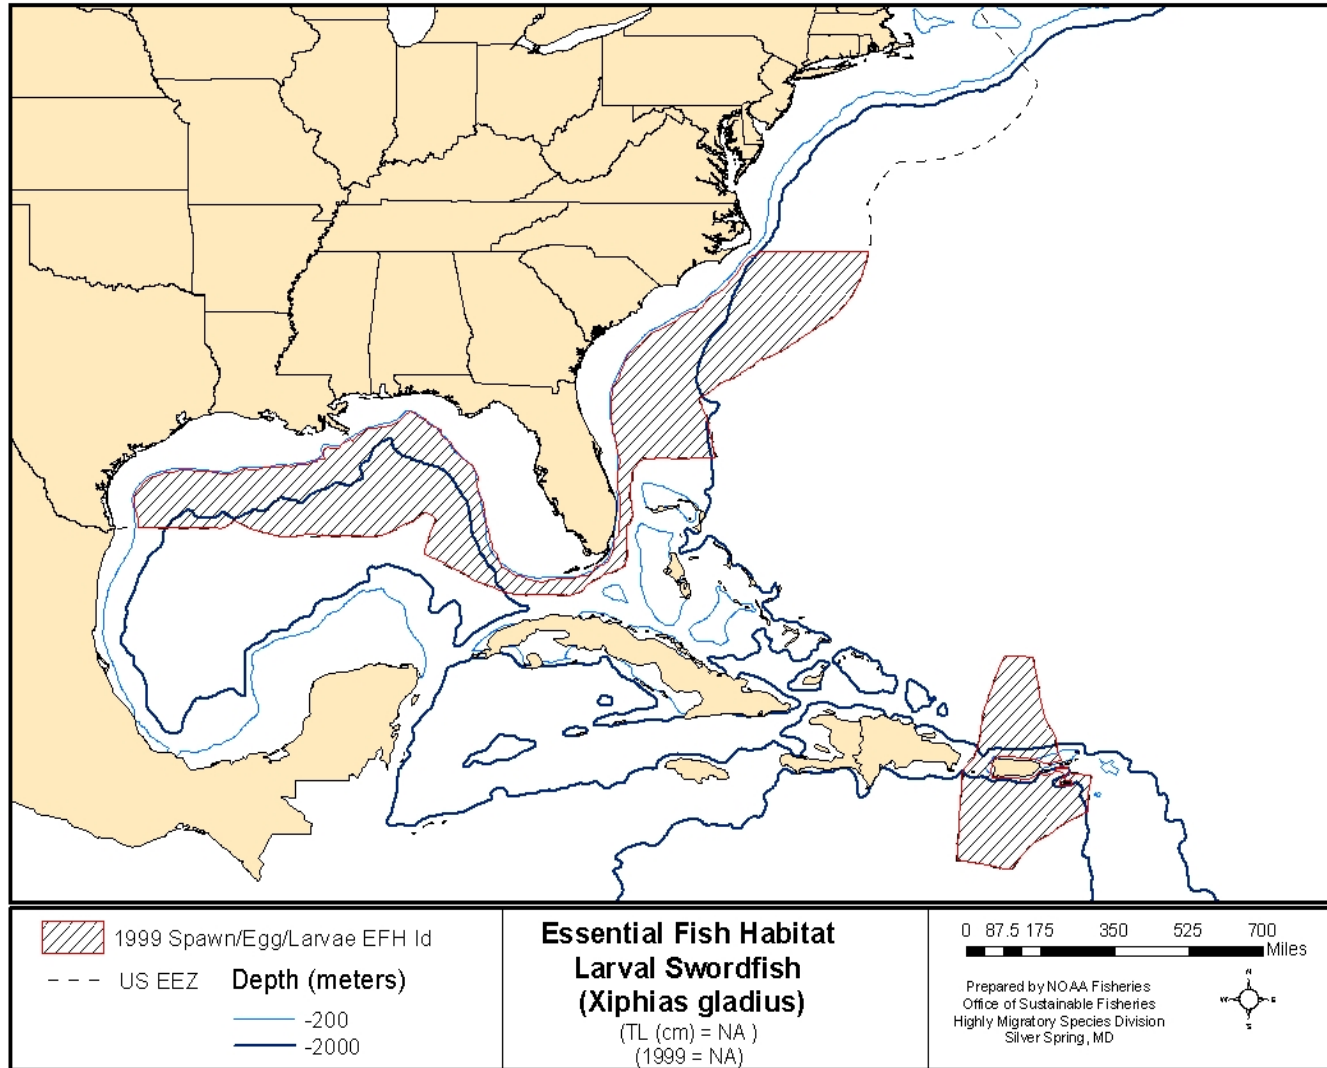 1999 Spawn/Egg/Larvae EFH Id
US EEZ
Depth (meters)
-200
-2000
Essential Fish Habitat
Larval Swordfish
(Xiphias gladius)
(TL (cm) = NA )
(1999 = NA)
0 87.5 175 350 525 700
Miles
Prepared by NOAA Fisheries
Office of Sustainable Fisheries
Highly Migratory Species Division
Silver Spring, MD
N
W E
S